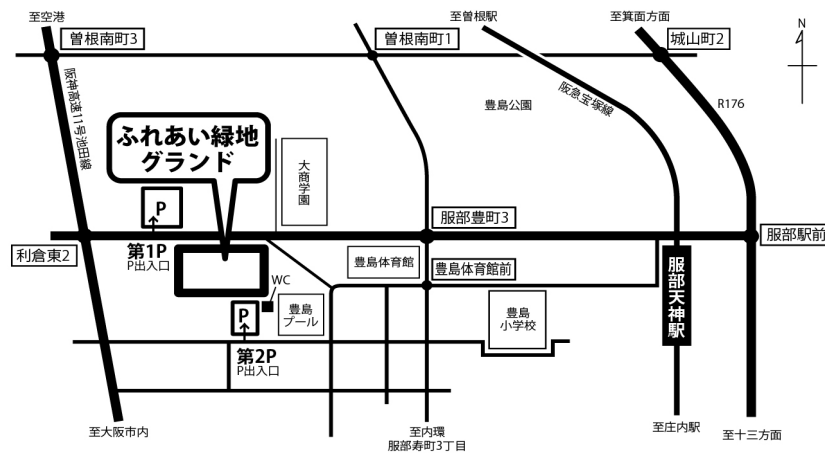 至空港
至曽根駅
至箕面方面
N
曽根南町3
曽根南町1
城山町2
阪神高速11号池田線
阪急宝塚線
R176
豊島公園
ふれあい緑地
グランド
大商学園
P
服部豊町3
服部駅前
利倉東2
第1P
P出入口
豊島体育館
豊島体育館前
服部天神駅
WC
P
豊島
プール
豊島
小学校
第2P
P出入口
至大阪市内
至内環
服部寿町3丁目
至庄内駅
至十三方面